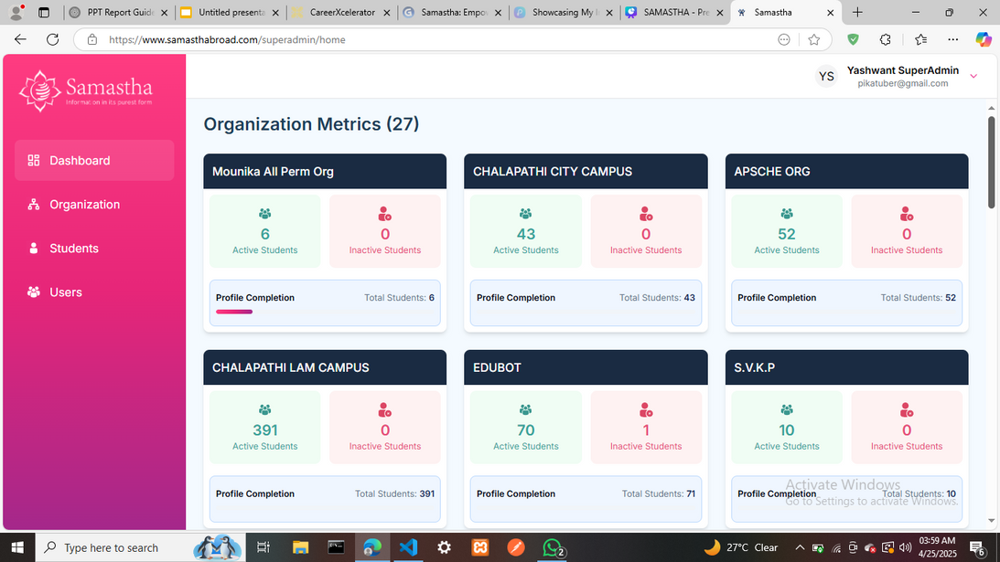 PPT Report Guide
Untitled presenta
CareerXcelerator
Samastha: Empow
Showcasing My I
SAMASTHA - Pre
Samastha
https://www.samasthabroad.com/superadmin/home
Samastha
Information in its purest form
YS
Yashwant SuperAdmin
pikatuber@gmail.com
Dashboard
Organization
Students
Users
Organization Metrics (27)
Mounika All Perm Org
6
Active Students
0
Inactive Students
Profile Completion
Total Students: 6
CHALAPATHI CITY CAMPUS
43
Active Students
0
Inactive Students
Profile Completion
Total Students: 43
APSCHE ORG
52
Active Students
0
Inactive Students
Profile Completion
Total Students: 52
CHALAPATHI LAM CAMPUS
391
Active Students
0
Inactive Students
Profile Completion
Total Students: 391
EDUBOT
70
Active Students
1
Inactive Students
Profile Completion
Total Students: 71
S.V.K.P
10
Active Students
0
Inactive Students
Profile Completion
Total Students: 10
Activate Windows
Go to Settings to activate Windows.
Type here to search
2
27°C Clear
03:59 AM
4/25/2025
6